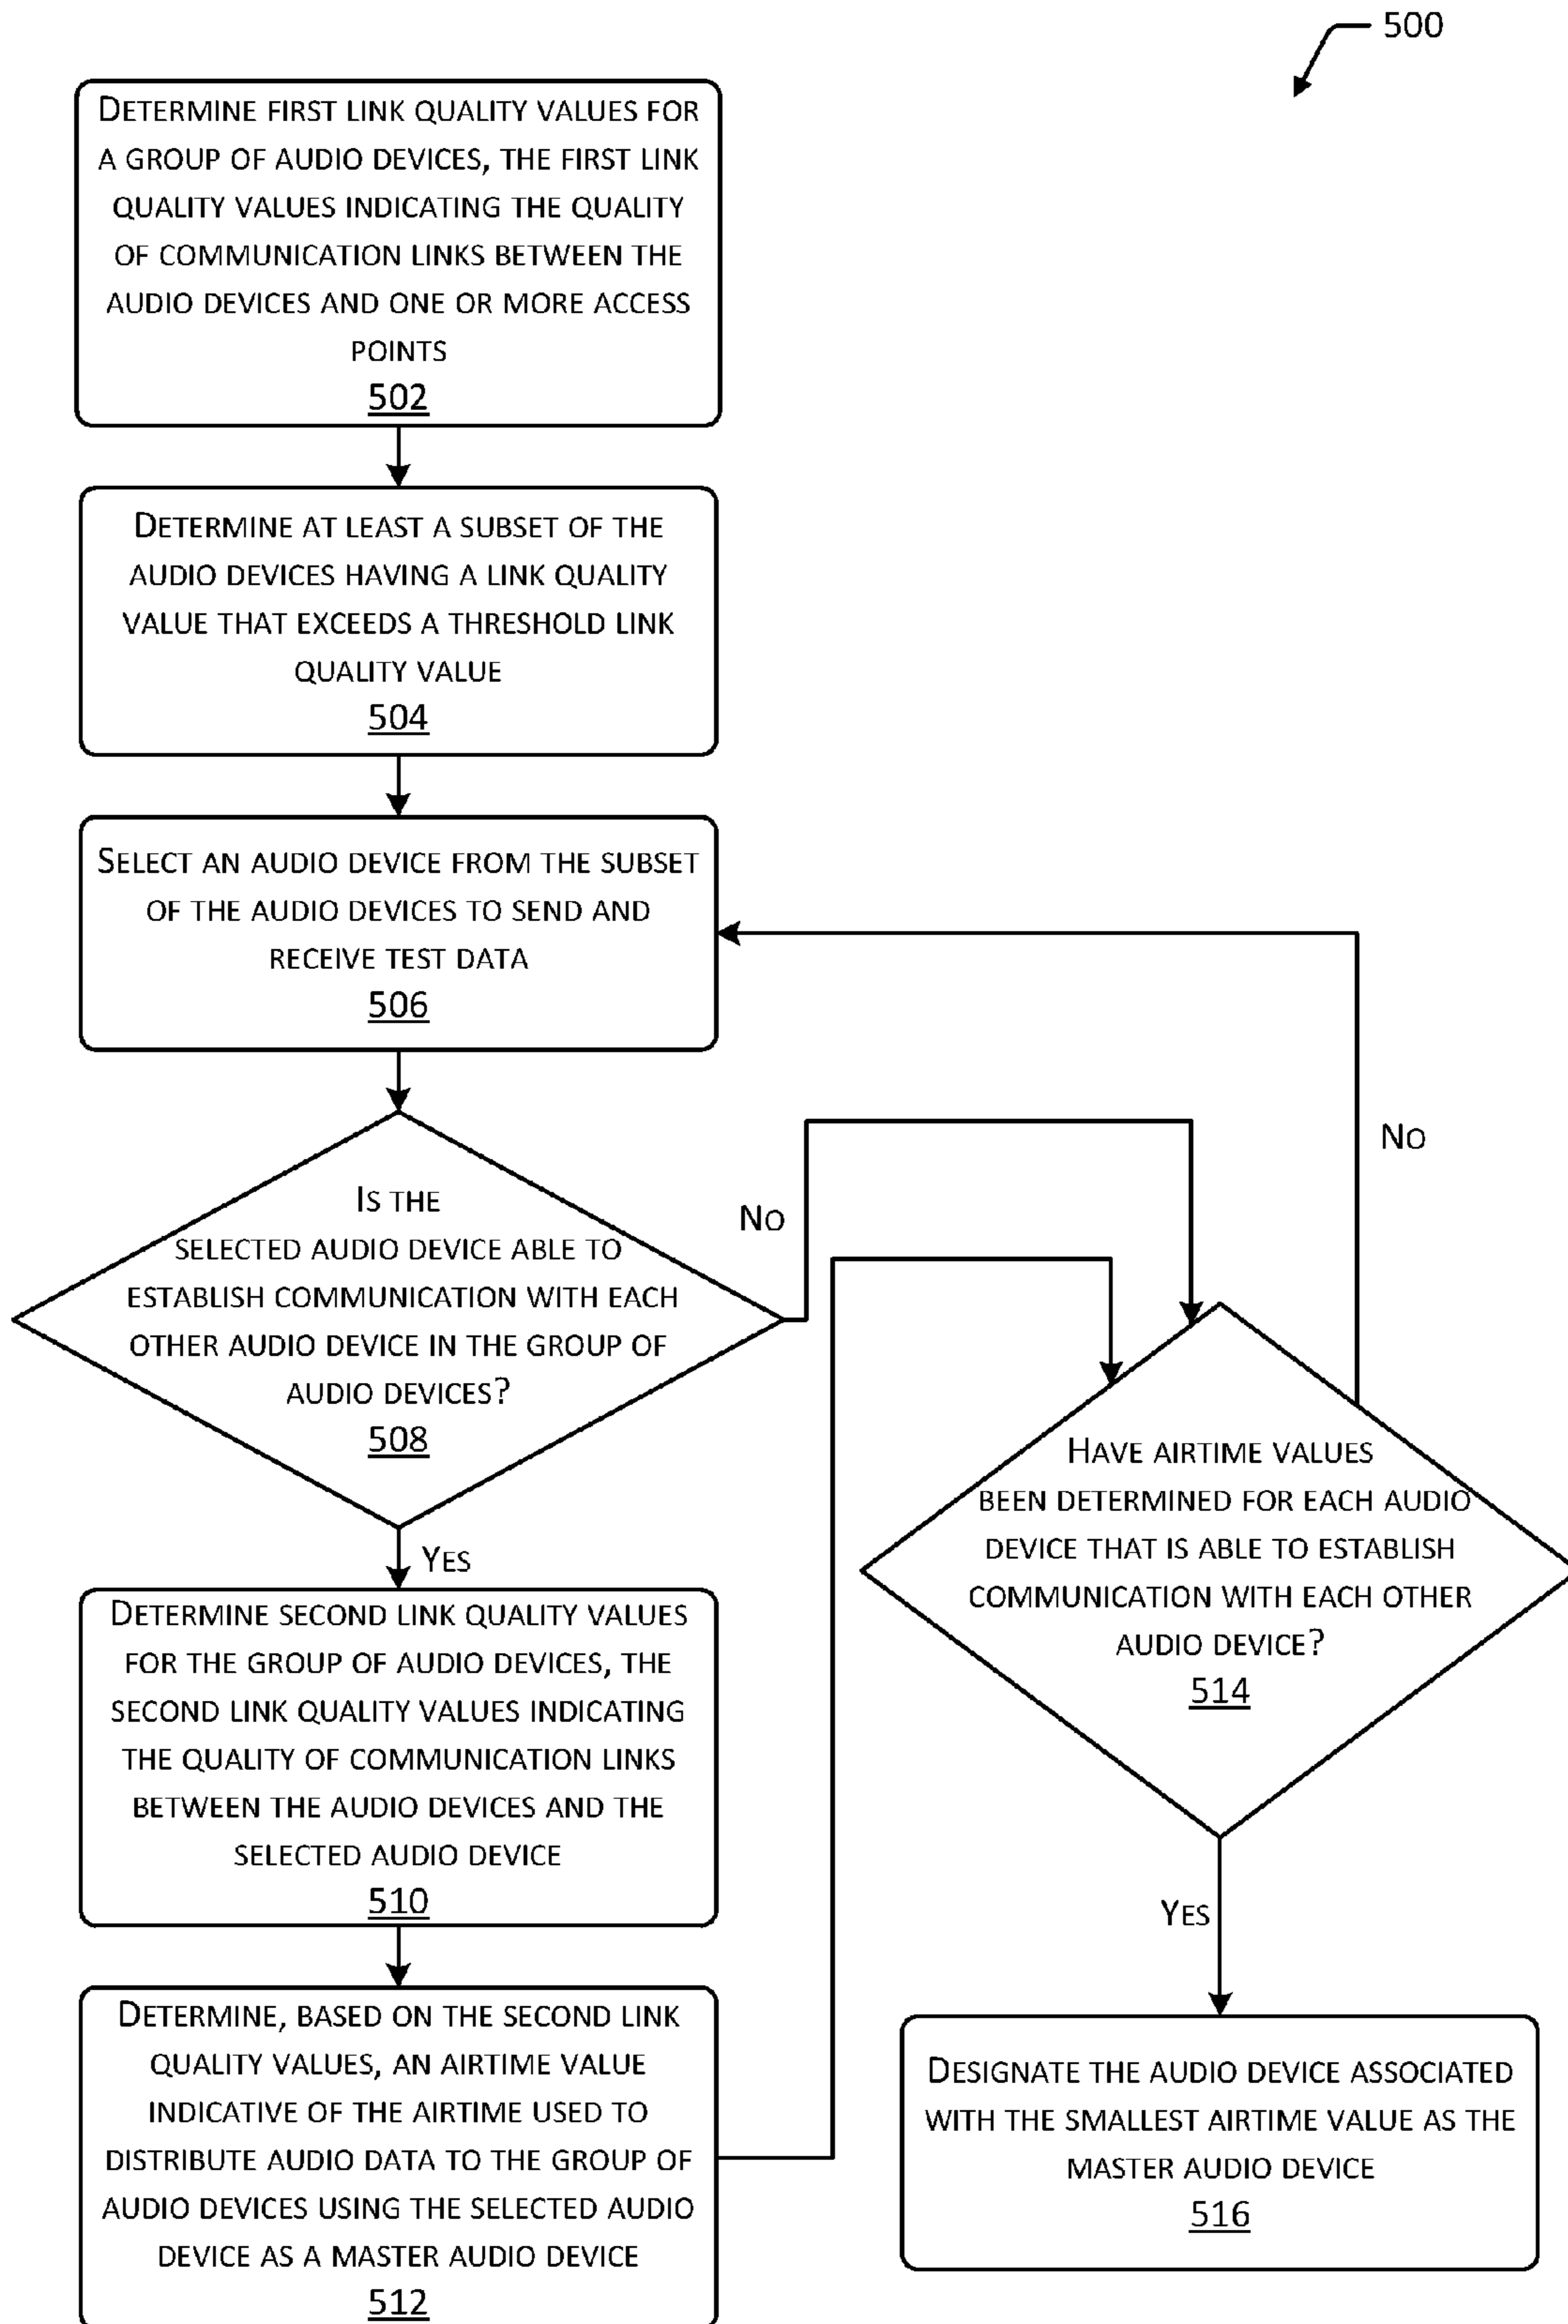 500
DETERMINE FIRST LINK QUALITY VALUES FOR
A GROUP OF AUDIO DEVICES, THE FIRST LINK
QUALITY VALUES INDICATING THE QUALITY
OF COMMUNICATION LINKS BETWEEN THE
AUDIO DEVICES AND ONE OR MORE ACCESS
POINTS
502
DETERMINE AT LEAST A SUBSET OF THE
AUDIO DEVICES HAVING A LINK QUALITY
VALUE THAT EXCEEDS A THRESHOLD LINK
QUALITY VALUE
504
SELECT AN AUDIO DEVICE FROM THE SUBSET
OF THE AUDIO DEVICES TO SEND AND
RECEIVE TEST DATA
506
IS THE
SELECTED AUDIO DEVICE ABLE TO
ESTABLISH COMMUNICATION WITH EACH
OTHER AUDIO DEVICE IN THE GROUP OF
AUDIO DEVICES?
508
NO
YES
DETERMINE SECOND LINK QUALITY VALUES
FOR THE GROUP OF AUDIO DEVICES, THE
SECOND LINK QUALITY VALUES INDICATING
THE QUALITY OF COMMUNICATION LINKS
BETWEEN THE AUDIO DEVICES AND THE
SELECTED AUDIO DEVICE
510
DETERMINE, BASED ON THE SECOND LINK
QUALITY VALUES, AN AIRTIME VALUE
INDICATIVE OF THE AIRTIME USED TO
DISTRIBUTE AUDIO DATA TO THE GROUP OF
AUDIO DEVICES USING THE SELECTED AUDIO
DEVICE AS A MASTER AUDIO DEVICE
512
NO
HAVE AIRTIME VALUES
BEEN DETERMINED FOR EACH AUDIO
DEVICE THAT IS ABLE TO ESTABLISH
COMMUNICATION WITH EACH OTHER
AUDIO DEVICE?
514
YES
DESIGNATE THE AUDIO DEVICE ASSOCIATED
WITH THE SMALLEST AIRTIME VALUE AS THE
MASTER AUDIO DEVICE
516